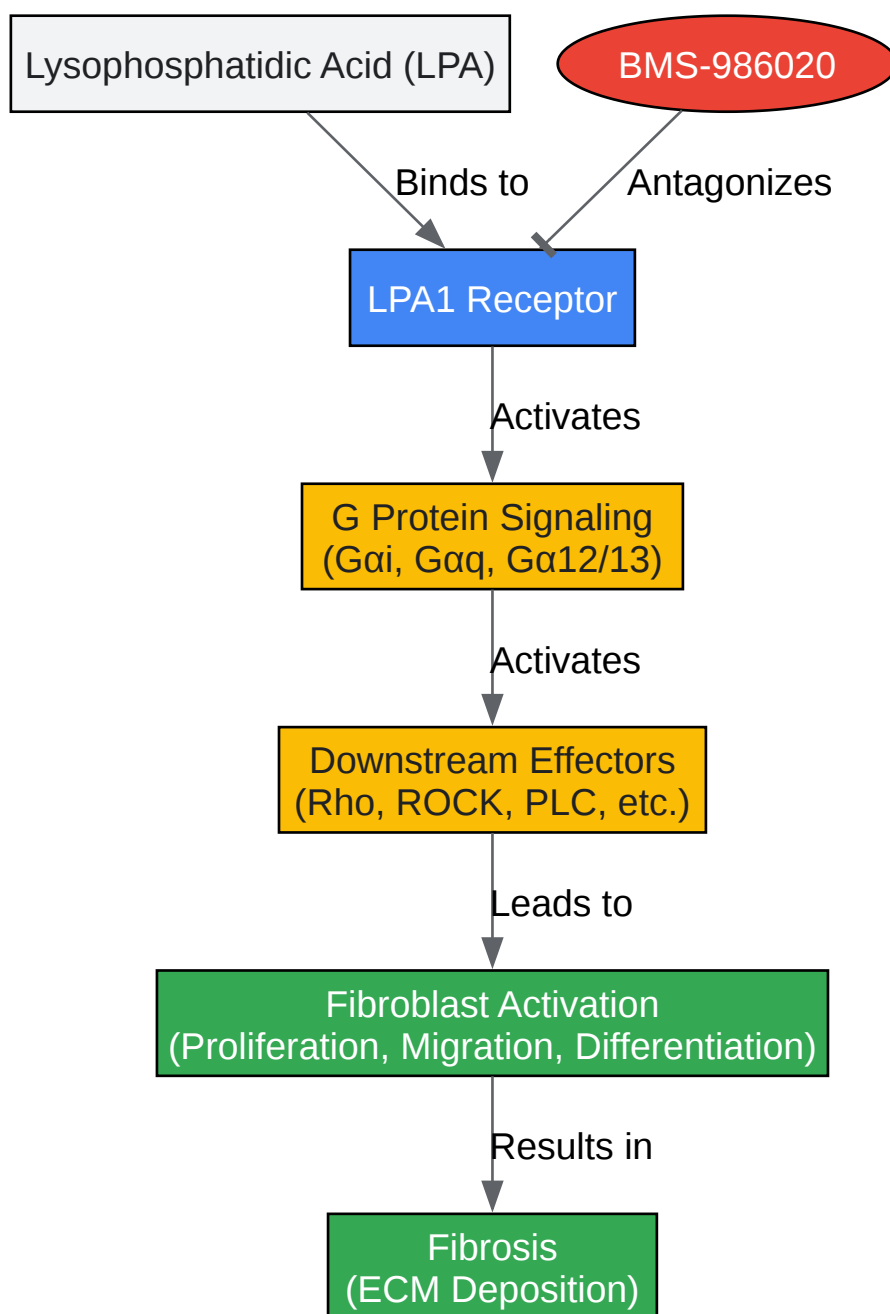 Lysophosphatidic Acid (LPA)
BMS-986020
Binds to
Antagonizes
LPA1 Receptor
Activates
G Protein Signaling
(Gαi, Gαq, Gα12/13)
Activates
Downstream Effectors
(Rho, ROCK, PLC, etc.)
Leads to
Fibroblast Activation
(Proliferation, Migration, Differentiation)
Results in
Fibrosis
(ECM Deposition)